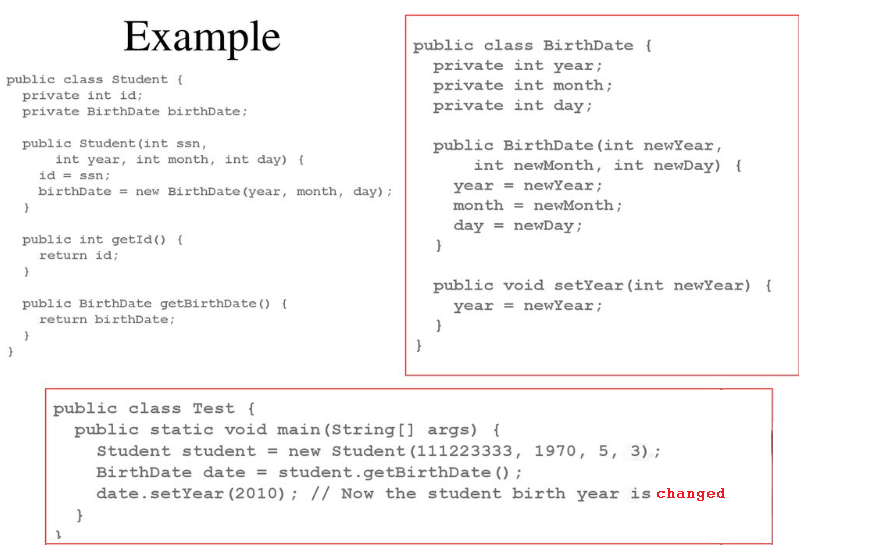 Example
public class Student {
private int id;
private BirthDate birthDate;
public Student(int ssn,
int year, int month, int day) {
id = ssn;
birthDate = new BirthDate(year, month, day);
}
public int getId() {
return id;
}
public BirthDate getBirthDate() {
return birthDate;
}
}
public class BirthDate {
private int year;
private int month;
private int day;
public BirthDate(int newYear,
int newMonth, int newDay) {
year = newYear;
month = newMonth;
day = newDay;
}
public void setYear(int newYear) {
year = newYear;
}
}
public class Test {
public static void main(String[] args) {
Student student = new Student(111223333, 1970, 5, 3);
BirthDate date = student.getBirthDate();
date.setYear(2010); // Now the student birth year is changed
}
}